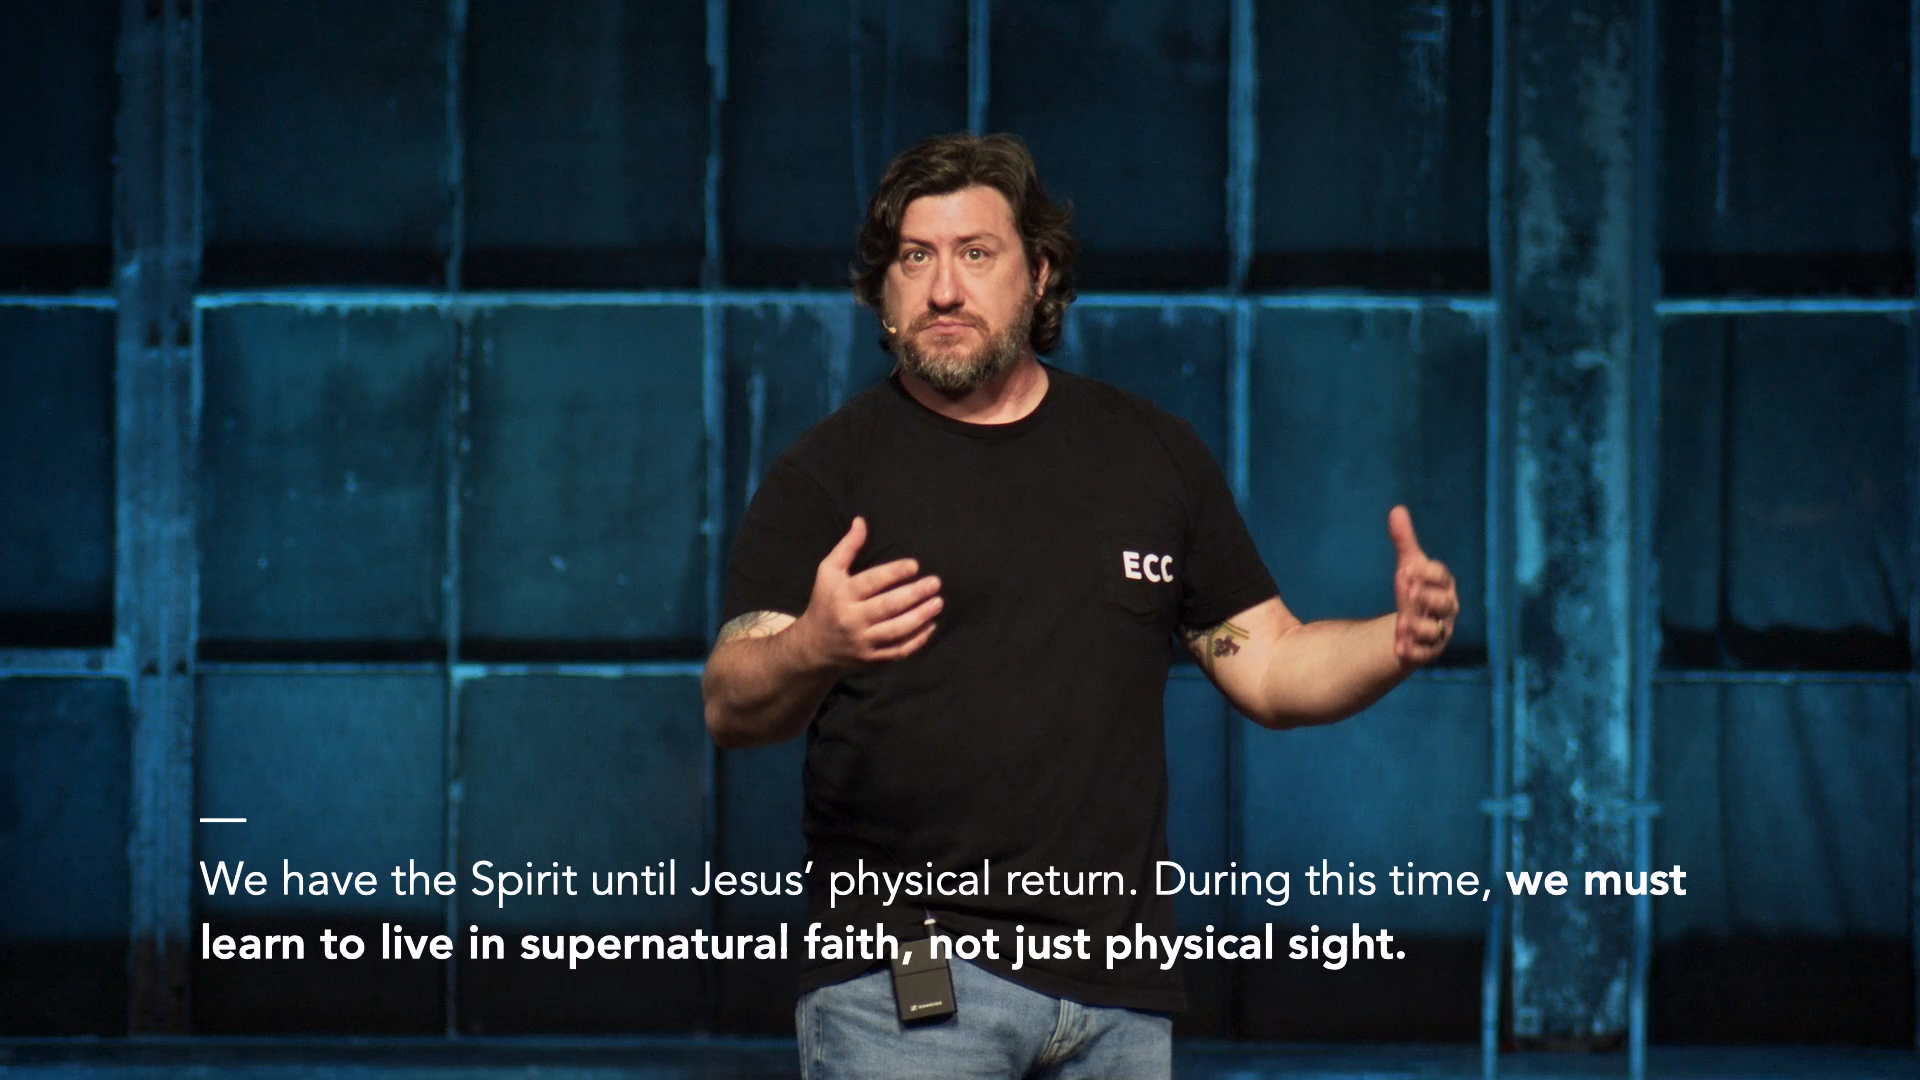 ECC
We have the Spirit until Jesus’ physical return. During this time, we must
learn to live in supernatural faith, not just physical sight.